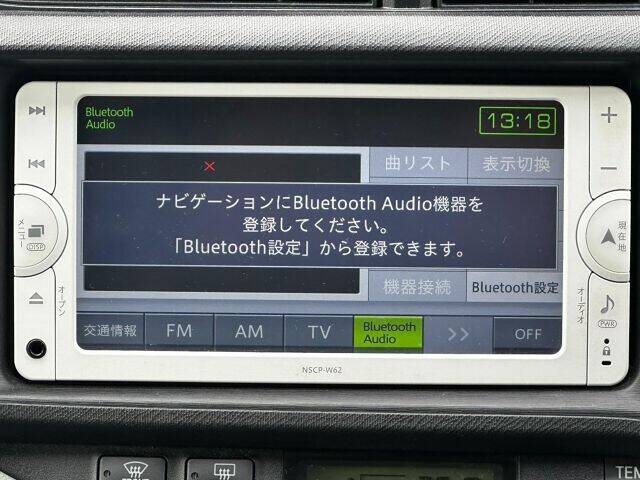 Bluetooth
Audio
13:18
曲リスト 表示切換
ナビゲーションにBluetooth Audio機器を
登録してください。
「Bluetooth設定」から登録できます。
機器接続 Bluetooth設定
交通情報 FM AM TV Bluetooth Audio >> OFF
メニュー
DISP
オープン
現在地
オーディオ
PWR
NSCP-W62
FRONT
TEM